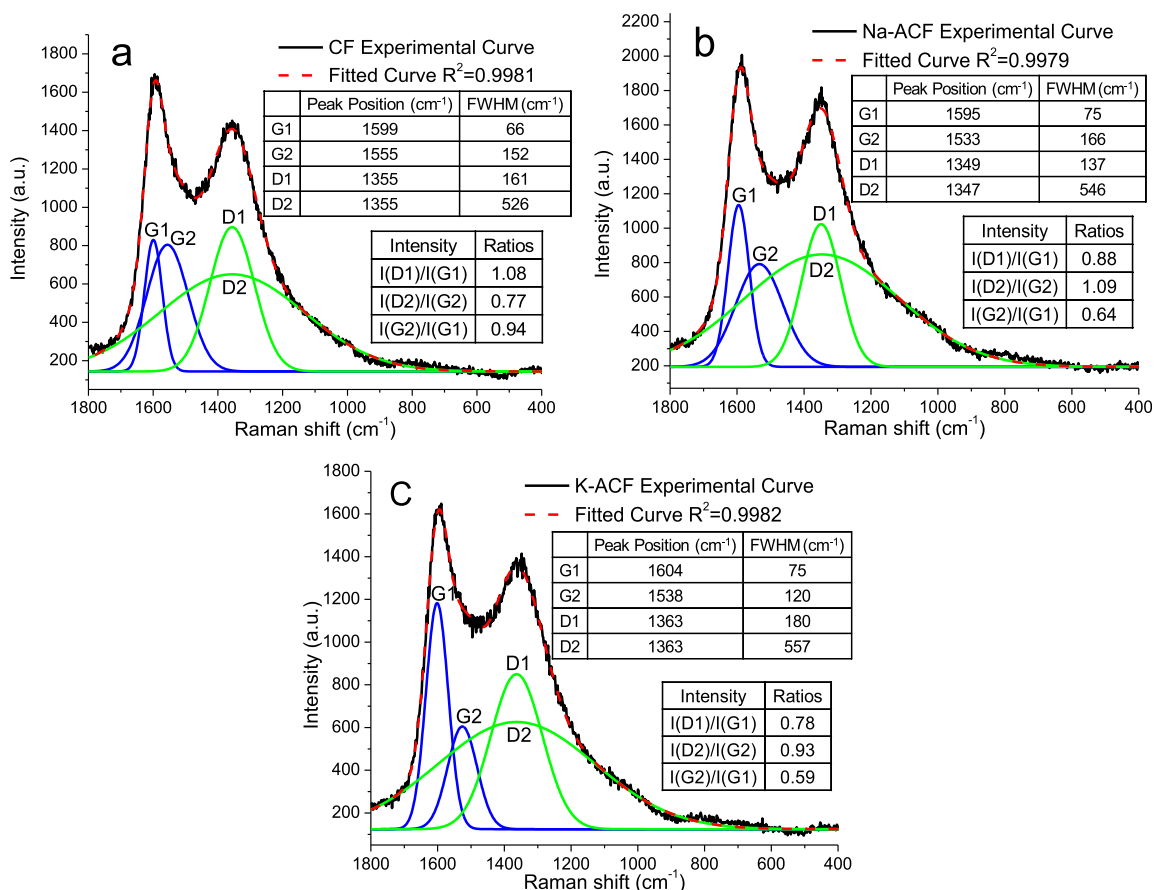 a
CF Experimental Curve
Fitted Curve R²=0.9981
Peak Position (cm⁻¹) FWHM (cm⁻¹)
G1 1599 66
G2 1555 152
D1 1355 161
D2 1355 526
Intensity Ratios
I(D1)/I(G1) 1.08
I(D2)/I(G2) 0.77
I(G2)/I(G1) 0.94
G1 G2 D1
D2
Intensity (a.u.)
1800
1600
1400
1200
1000
800
600
400
200
1800 1600 1400 1200 1000 800 600 400
Raman shift (cm⁻¹)
b
Na-ACF Experimental Curve
Fitted Curve R²=0.9979
Peak Position (cm⁻¹) FWHM (cm⁻¹)
G1 1595 75
G2 1533 166
D1 1349 137
D2 1347 546
Intensity Ratios
I(D1)/I(G1) 0.88
I(D2)/I(G2) 1.09
I(G2)/I(G1) 0.64
G1
D1
G2
D2
Intensity (a.u.)
2200
2000
1800
1600
1400
1200
1000
800
600
400
200
1800 1600 1400 1200 1000 800 600 400
Raman shift (cm⁻¹)
C
K-ACF Experimental Curve
Fitted Curve R²=0.9982
Peak Position (cm⁻¹) FWHM (cm⁻¹)
G1 1604 75
G2 1538 120
D1 1363 180
D2 1363 557
Intensity Ratios
I(D1)/I(G1) 0.78
I(D2)/I(G2) 0.93
I(G2)/I(G1) 0.59
G1
D1
G2
D2
Intensity (a.u.)
1800
1600
1400
1200
1000
800
600
400
200
1800 1600 1400 1200 1000 800 600 400
Raman shift (cm⁻¹)